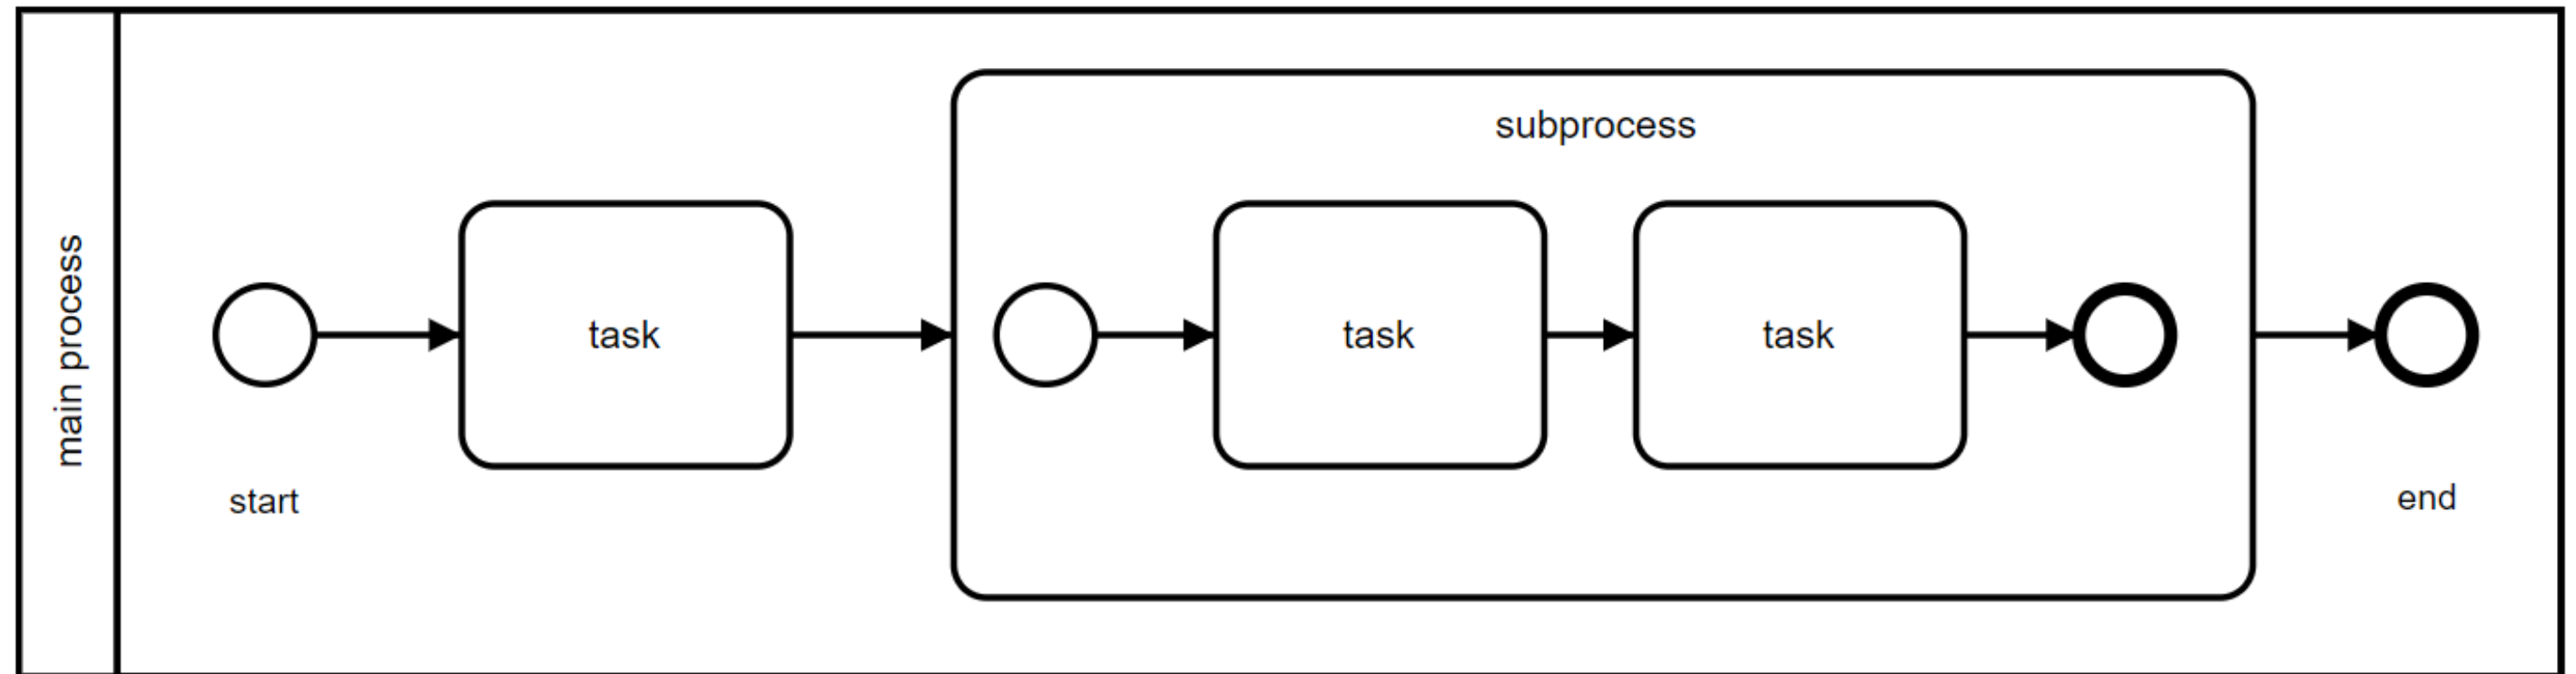 main process
start
task
subprocess
task
task
end